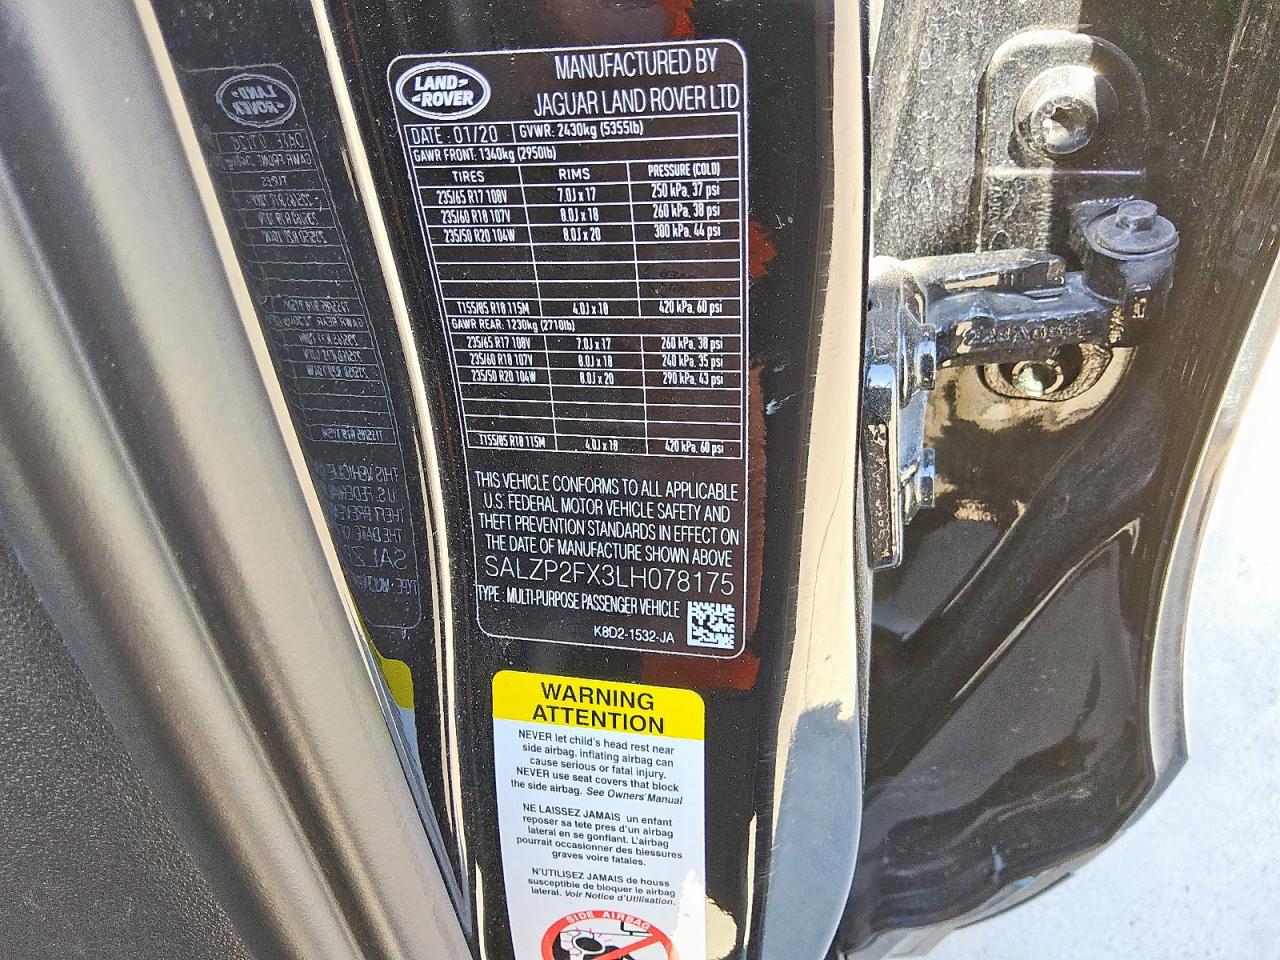 LAND-
-ROVER
MANUFACTURED BY
JAGUAR LAND ROVER LTD
DATE : 01/20 GVWR: 2430kg (5355lb)
GAWR FRONT: 1340kg (2950lb)
TIRES RIMS PRESSURE (COLD)
235/65 R17 108V 7.0J x 17 250 kPa, 37 psi
235/60 R18 107V 8.0J x 18 260 kPa, 38 psi
235/50 R20 104W 8.0J x 20 300 kPa, 44 psi
T155/85 R18 115M 4.0J x 18 420 kPa, 60 psi
GAWR REAR: 1230kg (2710lb)
235/65 R17 108V 7.0J x 17 260 kPa, 38 psi
235/60 R18 107V 8.0J x 18 240 kPa, 35 psi
235/50 R20 104W 8.0J x 20 290 kPa, 43 psi
T155/85 R18 115M 4.0J x 18 420 kPa, 60 psi
THIS VEHICLE CONFORMS TO ALL APPLICABLE
U.S. FEDERAL MOTOR VEHICLE SAFETY AND
THEFT PREVENTION STANDARDS IN EFFECT ON
THE DATE OF MANUFACTURE SHOWN ABOVE
SALZP2FX3LH078175
TYPE : MULTI-PURPOSE PASSENGER VEHICLE
K8D2-1532-JA
WARNING
ATTENTION
NEVER let child's head rest near
side airbag. inflating airbag can
cause serious or fatal injury.
NEVER use seat covers that block
the side airbag. See Owners' Manual
NE LAISSEZ JAMAIS un enfant
reposer sa tete pres d'un airbag
lateral en se gonflant. L'airbag
pourrait occasionner des blessures
graves voire fatales.
N'UTILISEZ JAMAIS de houss
susceptible de bloquer le airbag
lateral. Voir Notice d'Utilisation.
SIDE AIRBAG